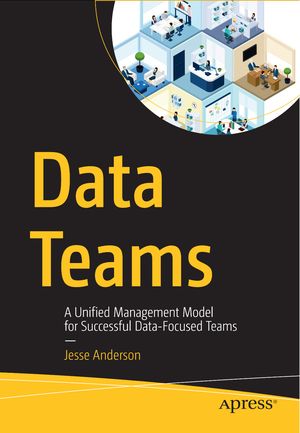 Data
Teams
A Unified Management Model
for Successful Data-Focused Teams
—
Jesse Anderson
Apress®